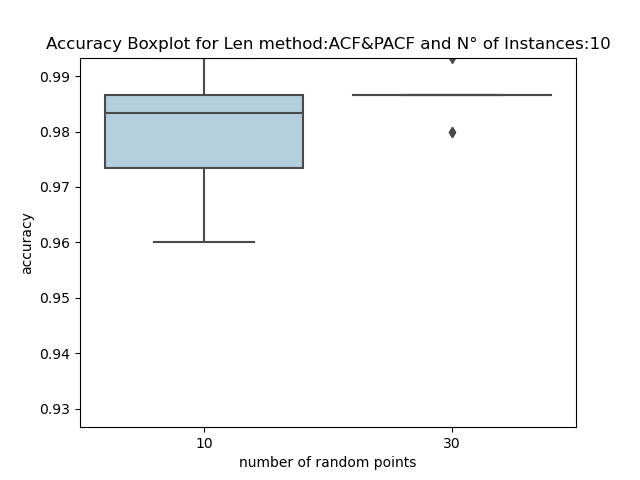 Accuracy Boxplot for Len method:ACF&PACF and N° of Instances:10
0.99
0.98
0.97
0.96
0.95
0.94
0.93
accuracy
10 30
number of random points